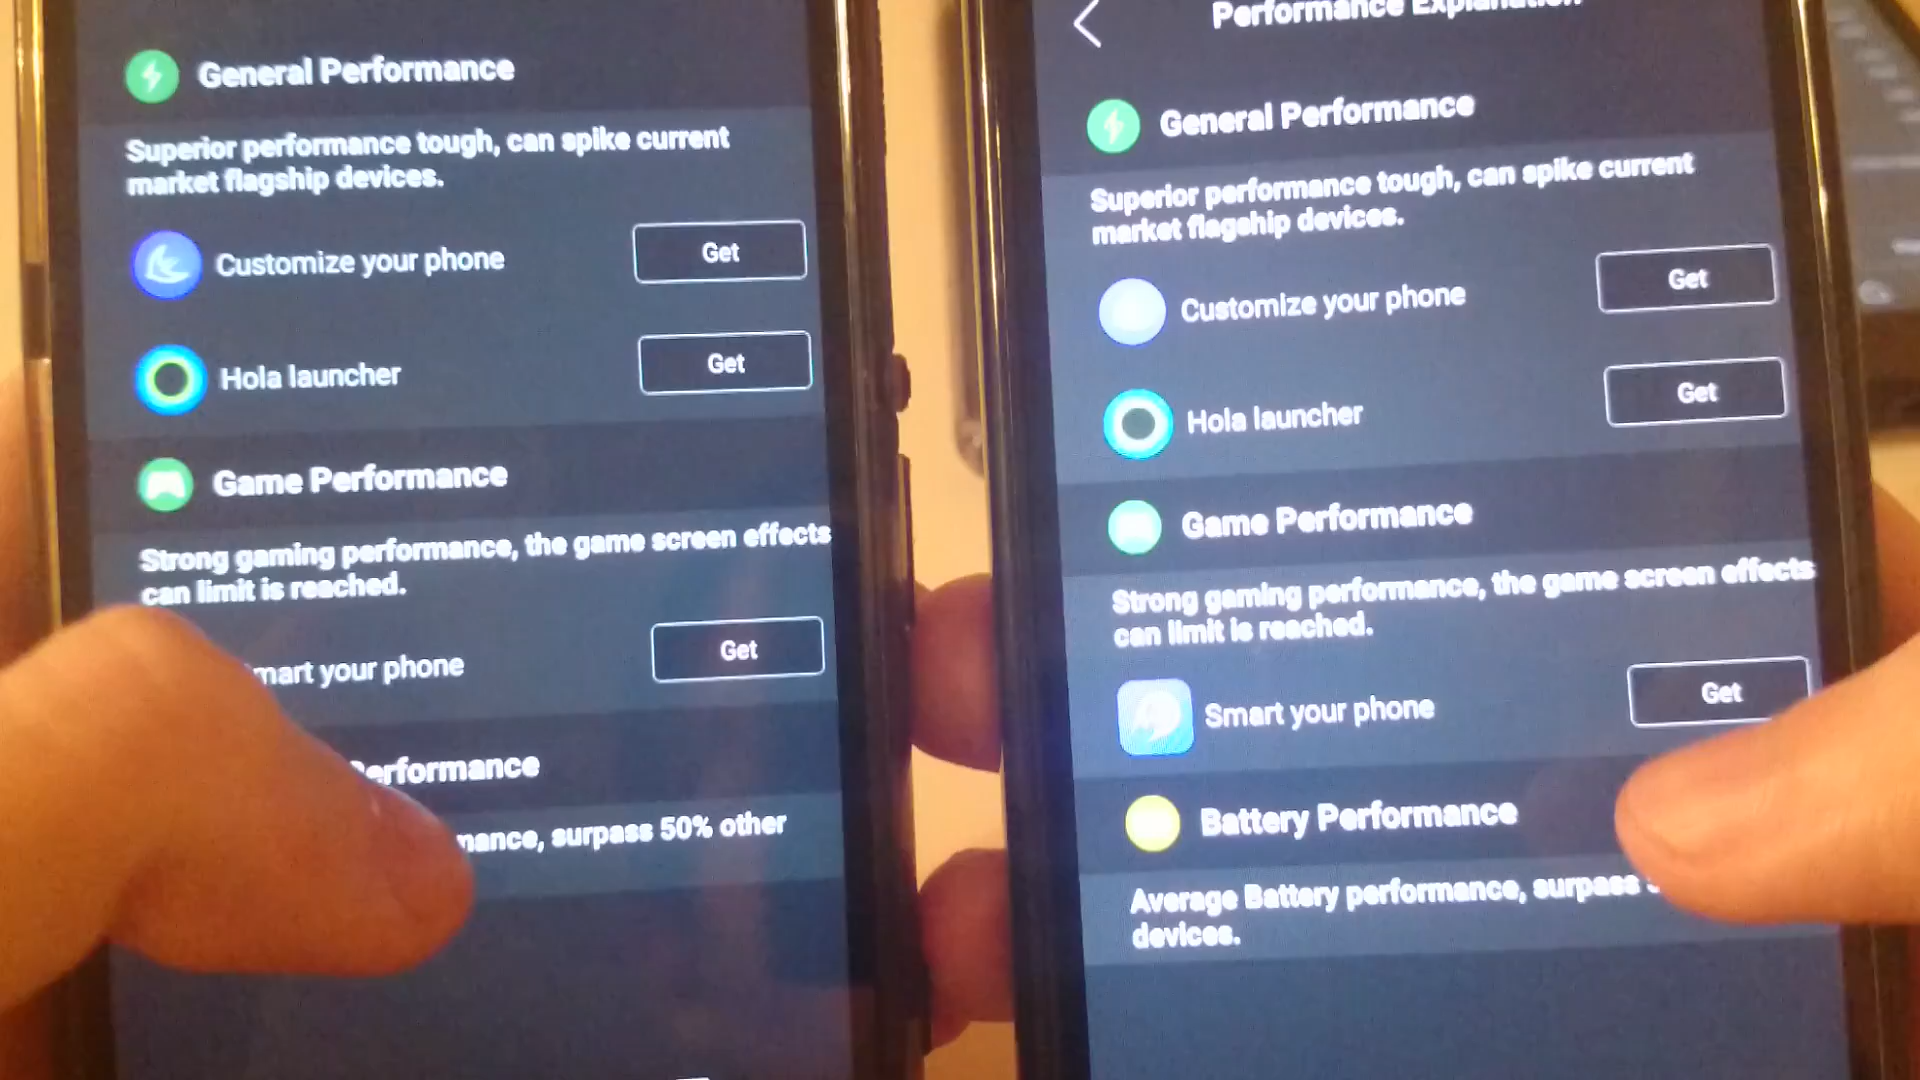 General Performance
Superior performance tough, can spike current
market flagship devices.
Customize your phone
Get
Hola launcher
Get
Game Performance
Strong gaming performance, the game screen effects
can limit is reached.
mart your phone
Get
erformance
mance, surpass 50% other
Performance Explanation
General Performance
Superior performance tough, can spike current
market flagship devices.
Customize your phone
Get
Hola launcher
Get
Game Performance
Strong gaming performance, the game screen effects
can limit is reached.
Smart your phone
Get
Battery Performance
Average Battery performance, surpass
devices.